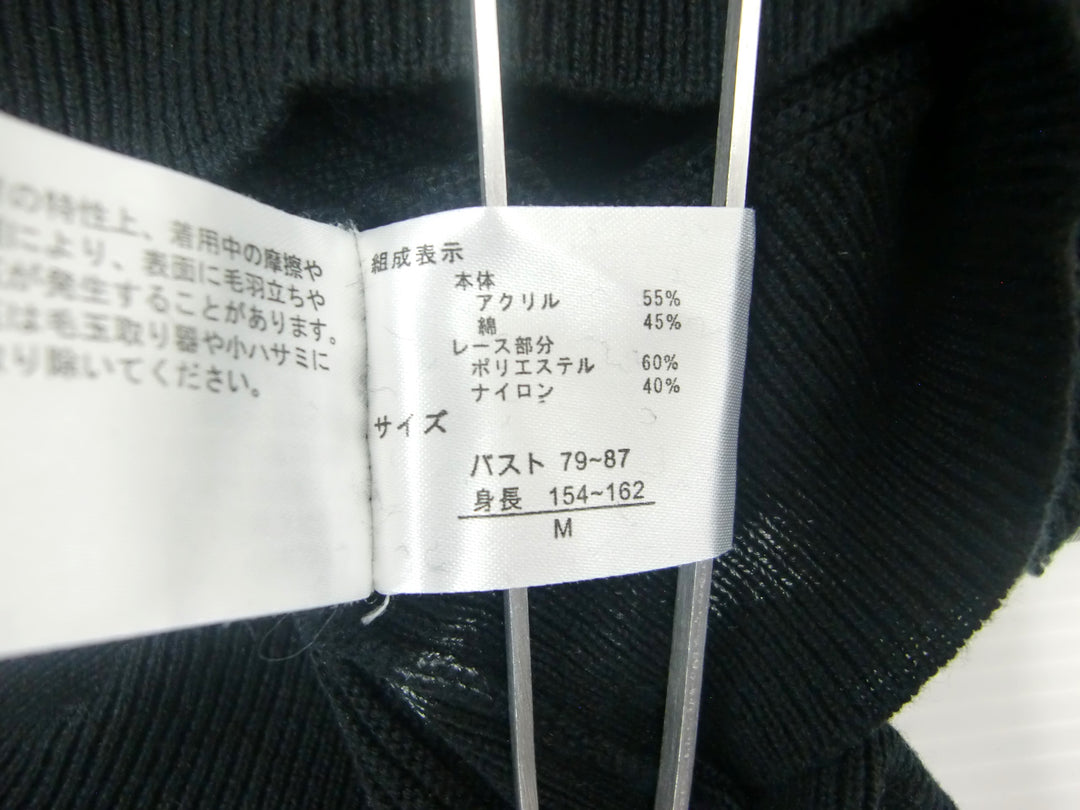 の特性上、着用中の摩擦や
により、表面に毛羽立ちや
が発生することがあります。
は毛玉取り器や小ハサミに
り除いてください。
組成表示
本体
アクリル 55%
綿 45%
レース部分
ポリエステル 60%
ナイロン 40%
サイズ
バスト 79~87
身長 154~162
M